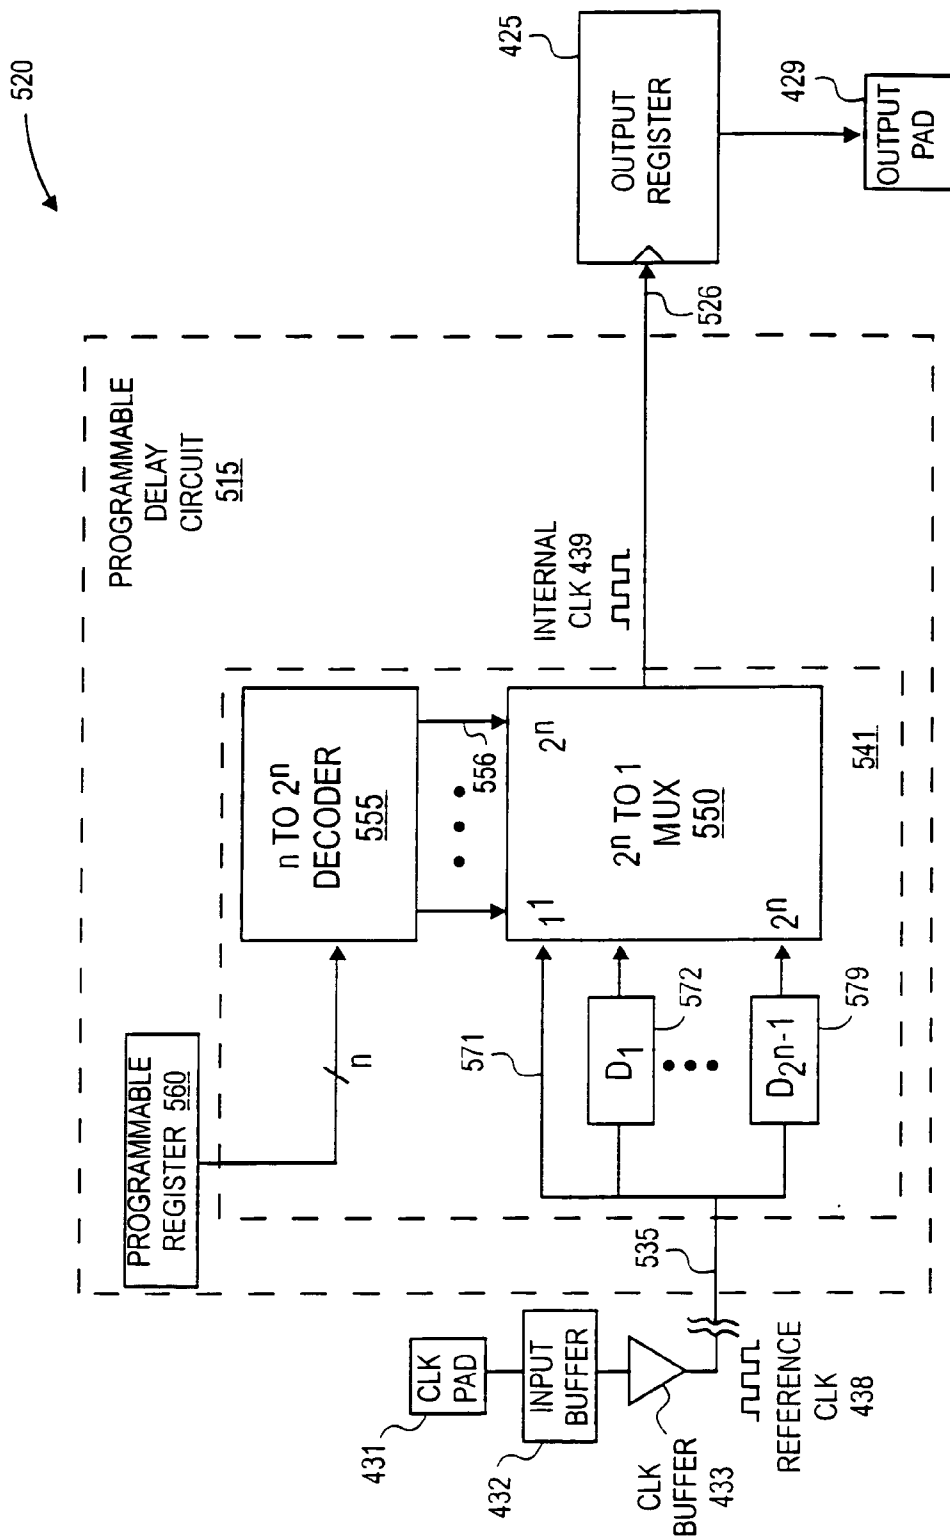 520
PROGRAMMABLE
DELAY
CIRCUIT
515
PROGRAMMABLE
REGISTER 560
n
n TO 2ⁿ
DECODER
555
556
1¹
2ⁿ
2ⁿ TO 1
MUX
550
2ⁿ
541
571
D₁
572
D₂ₙ₋₁
579
535
CLK
PAD
431
INPUT
BUFFER
432
CLK
BUFFER
433
REFERENCE
CLK
438
INTERNAL
CLK 439
526
OUTPUT
REGISTER
425
OUTPUT
PAD
429